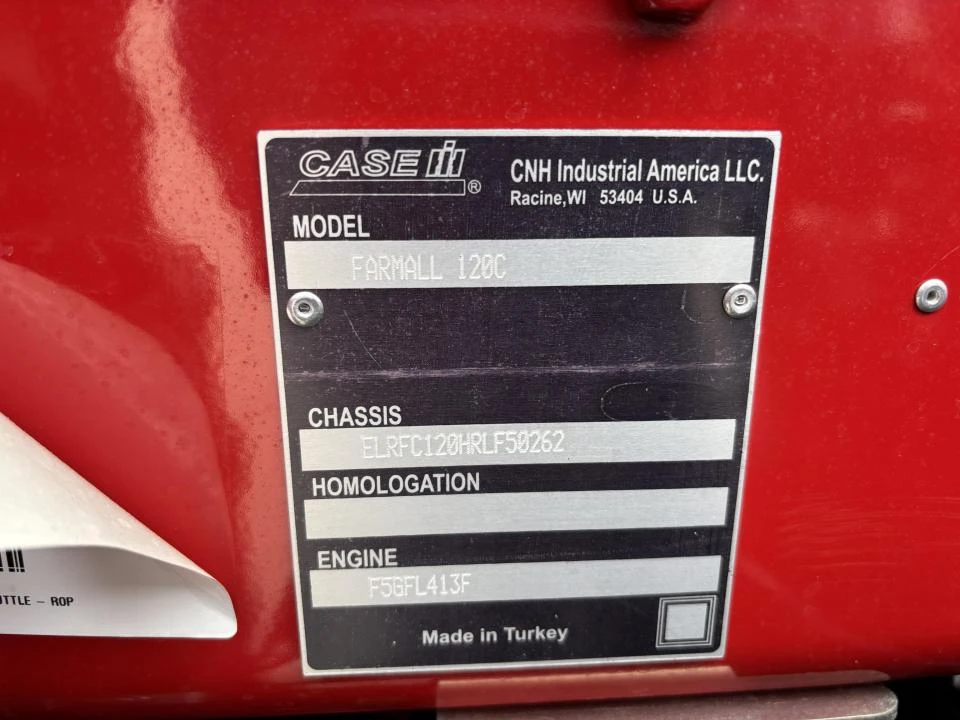 CASE IH ®
CNH Industrial America LLC.
Racine,WI 53404 U.S.A.
MODEL
FARMALL 120C
CHASSIS
ELRFC120HRLF50262
HOMOLOGATION
ENGINE
F5GFL413F
Made in Turkey
- ROP